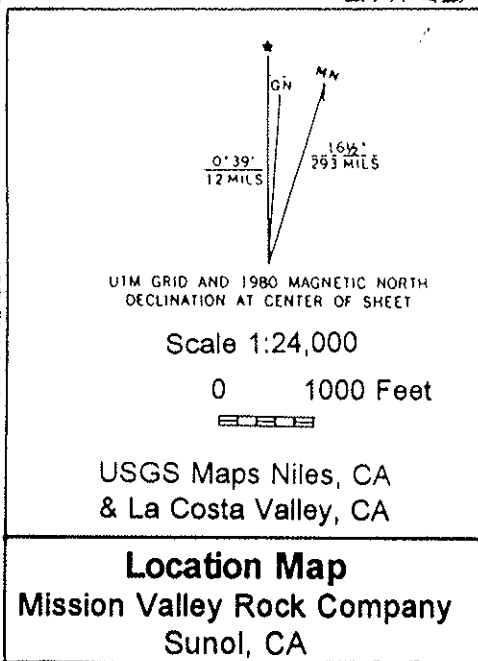 ★
GN
MN
0°39'
12 MILS
16½°
293 MILS
UTM GRID AND 1980 MAGNETIC NORTH
DECLINATION AT CENTER OF SHEET
Scale 1:24,000
0 1000 Feet
USGS Maps Niles, CA
& La Costa Valley, CA
Location Map
Mission Valley Rock Company
Sunol, CA